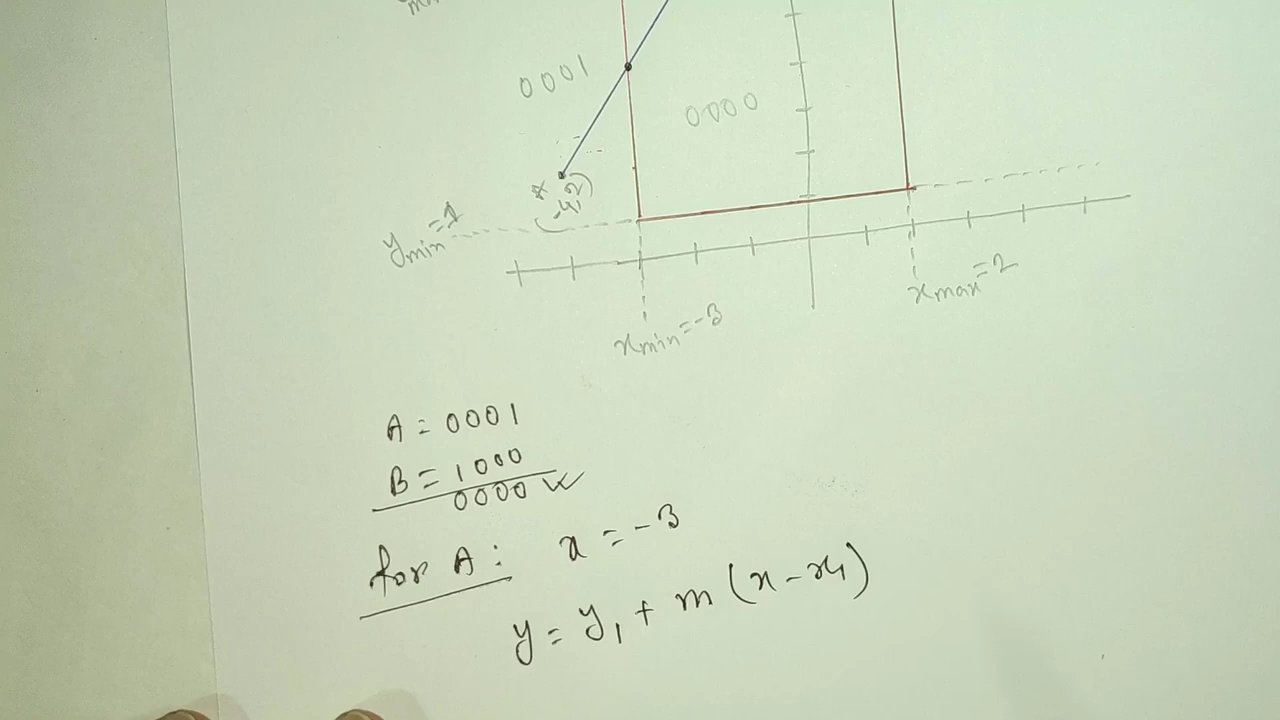 0001
0000
(-4,2)
ymin=1
xmax=2
xmin=-3
A = 0001
B = 1000
0000
for A: x = -3
y = y1 + m (x - x1)